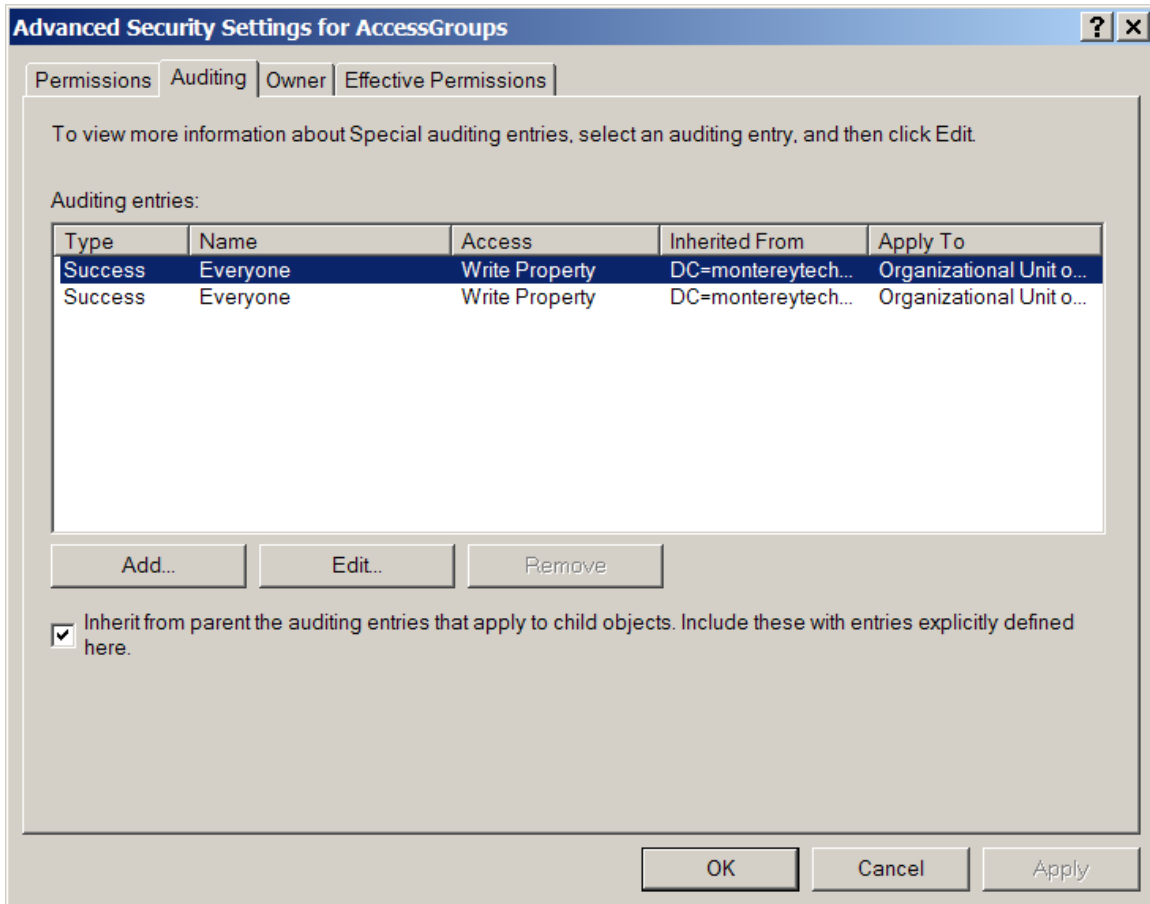 Advanced Security Settings for AccessGroups
? ×
Permissions Auditing Owner Effective Permissions
To view more information about Special auditing entries, select an auditing entry, and then click Edit.
Auditing entries:
Type Name Access Inherited From Apply To
Success Everyone Write Property DC=montereytech... Organizational Unit o...
Success Everyone Write Property DC=montereytech... Organizational Unit o...
Add... Edit... Remove
Inherit from parent the auditing entries that apply to child objects. Include these with entries explicitly defined
here.
OK Cancel Apply